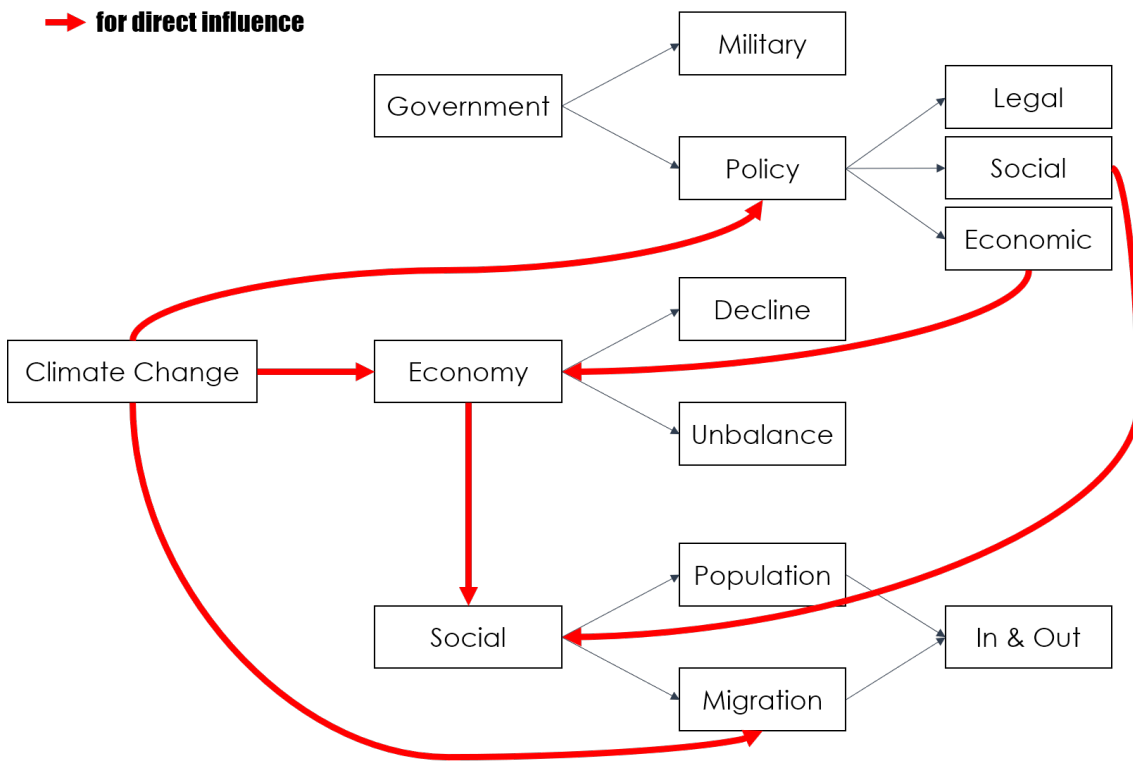 for direct influence
Military
Government
Legal
Policy
Social
Economic
Decline
Climate Change
Economy
Unbalance
Population
Social
In & Out
Migration